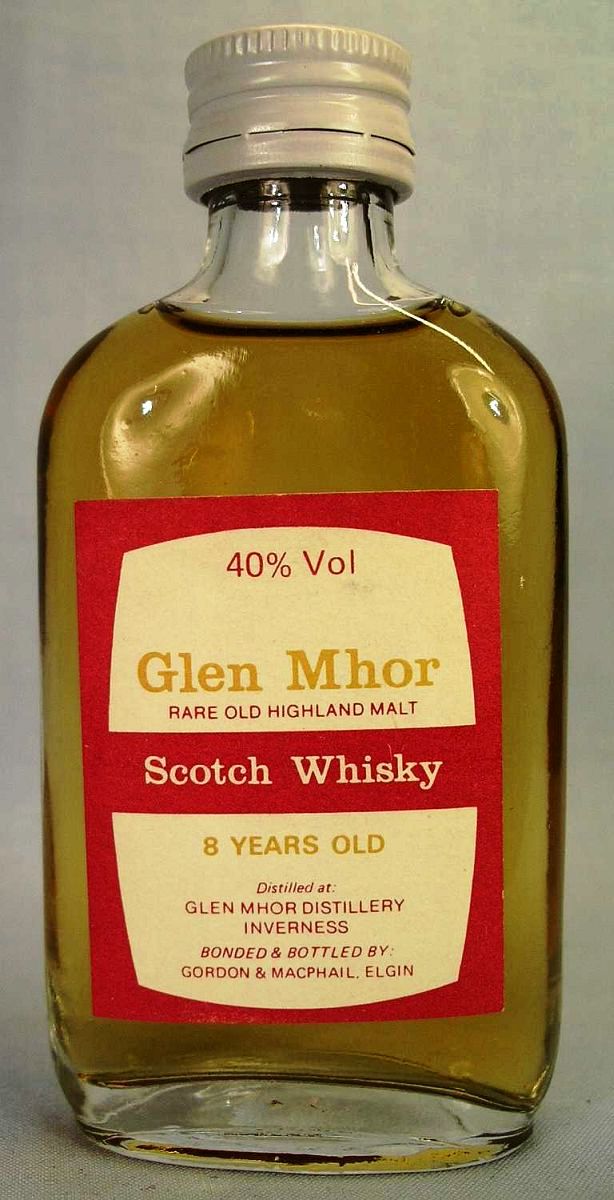 40% Vol
Glen Mhor
RARE OLD HIGHLAND MALT
Scotch Whisky
8 YEARS OLD
Distilled at:
GLEN MHOR DISTILLERY
INVERNESS
BONDED & BOTTLED BY:
GORDON & MACPHAIL, ELGIN